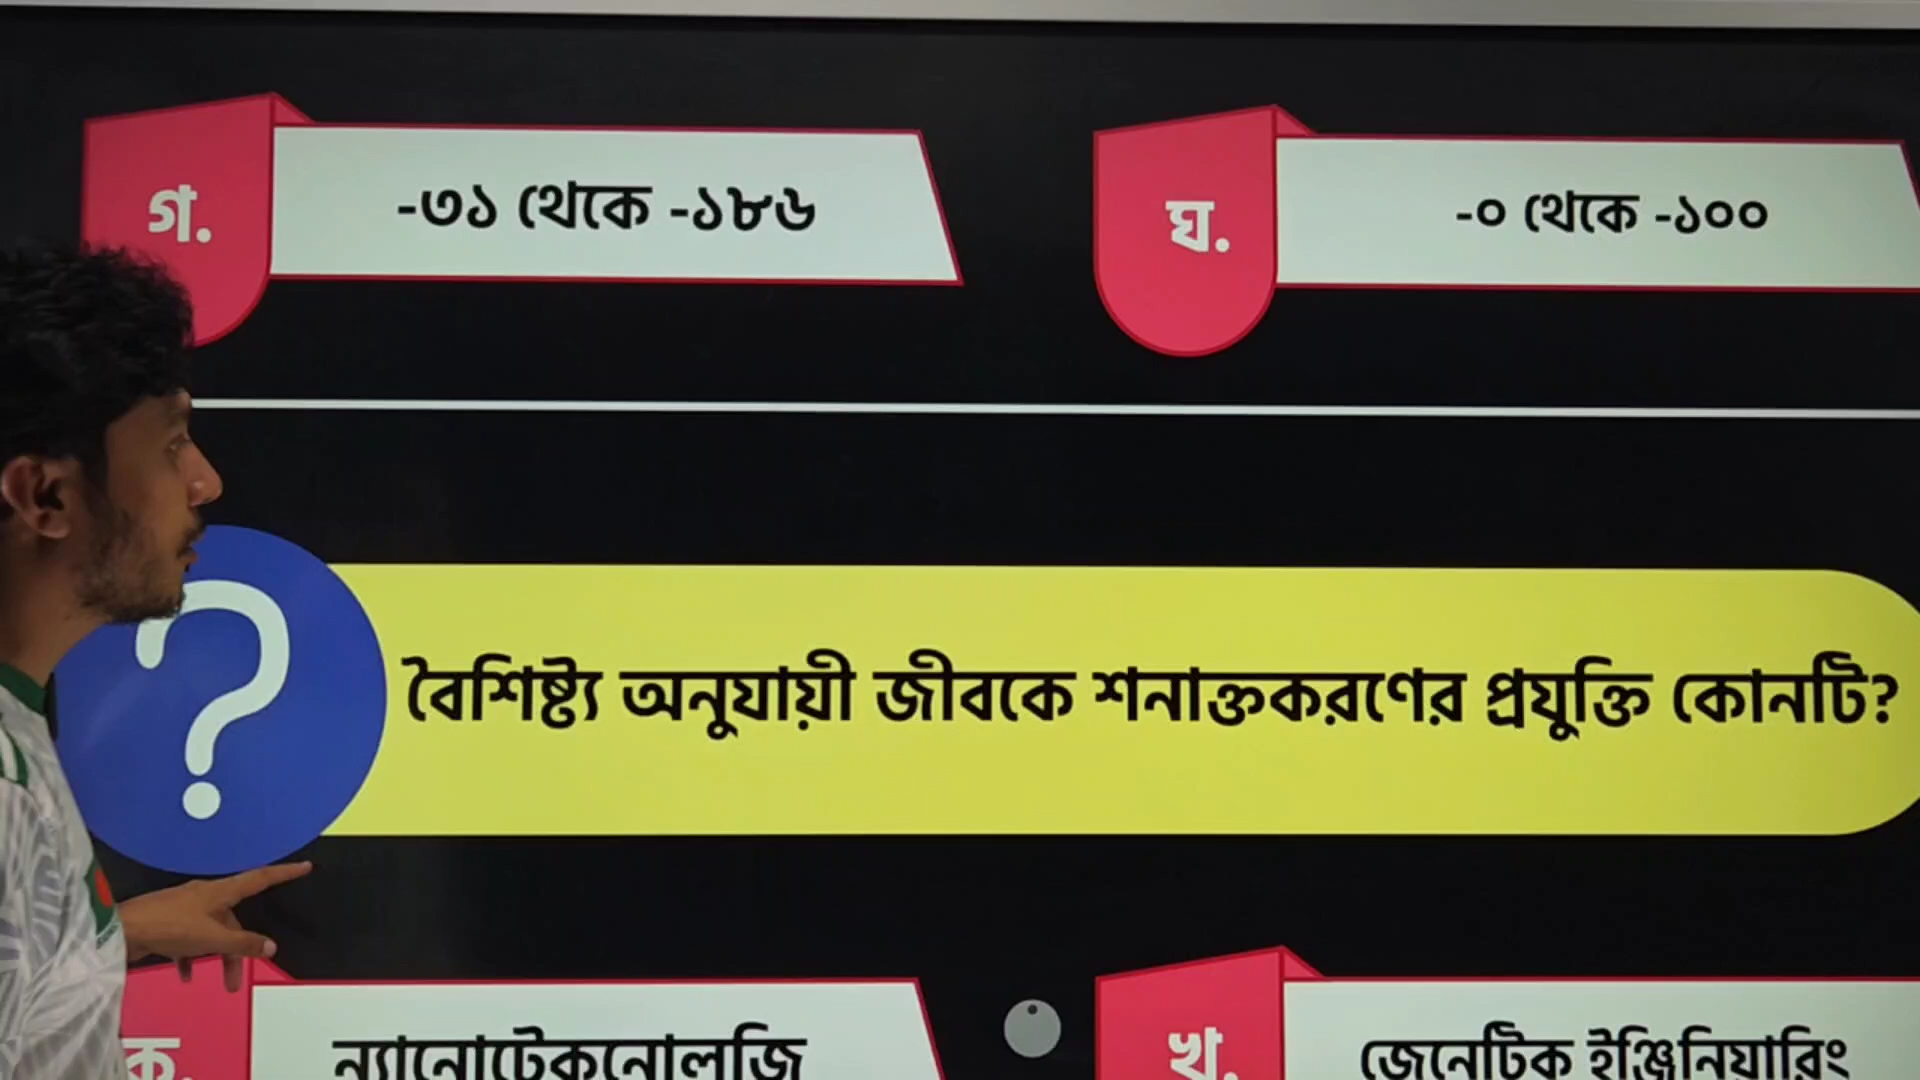 গ. -৩১ থেকে -১৮৬
ঘ. -০ থেকে -১০০
বৈশিষ্ট্য অনুযায়ী জীবকে শনাক্তকরণের প্রযুক্তি কোনটি?
ক. ন্যানোটেকনোলজি
খ. জেনেটিক ইঞ্জিনিয়ারিং